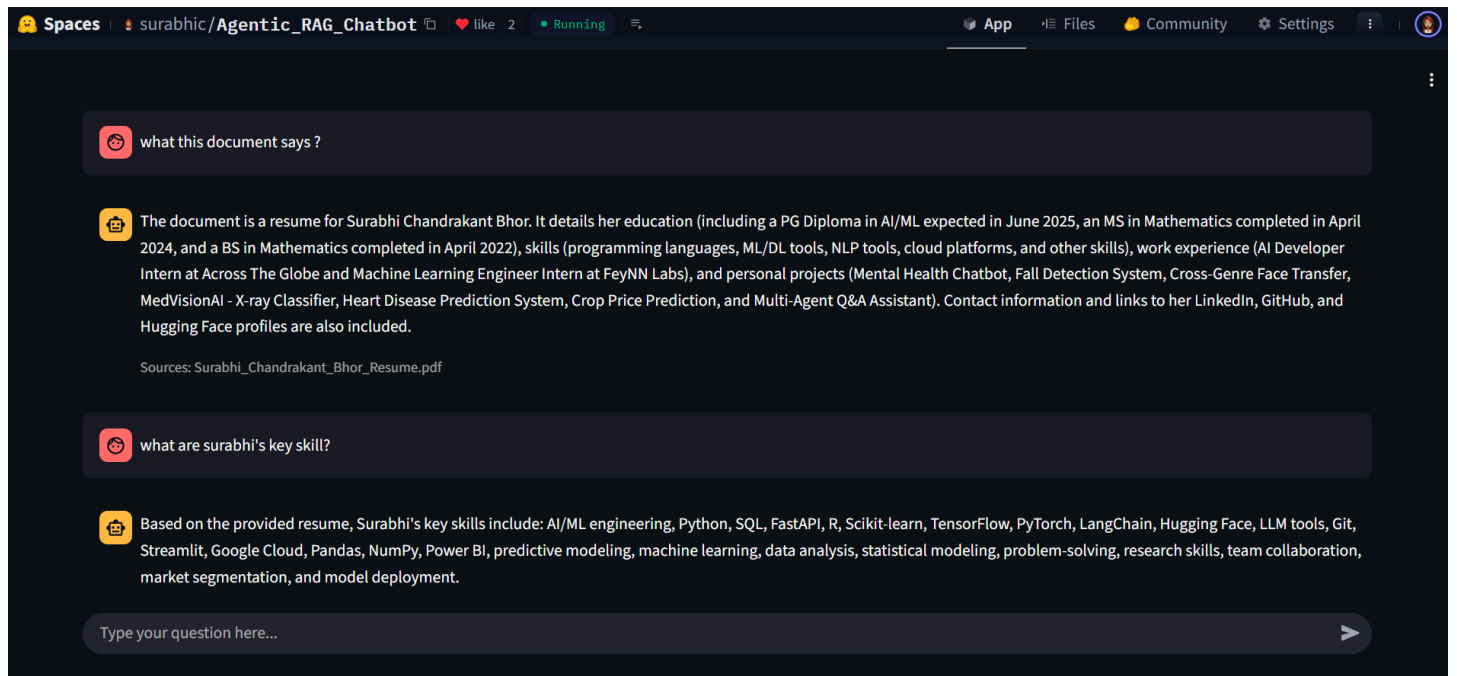 Spaces surabhic/Agentic_RAG_Chatbot like 2 Running App Files Community Settings
what this document says ?
The document is a resume for Surabhi Chandrakant Bhor. It details her education (including a PG Diploma in AI/ML expected in June 2025, an MS in Mathematics completed in April
2024, and a BS in Mathematics completed in April 2022), skills (programming languages, ML/DL tools, NLP tools, cloud platforms, and other skills), work experience (AI Developer
Intern at Across The Globe and Machine Learning Engineer Intern at FeyNN Labs), and personal projects (Mental Health Chatbot, Fall Detection System, Cross-Genre Face Transfer,
MedVisionAI - X-ray Classifier, Heart Disease Prediction System, Crop Price Prediction, and Multi-Agent Q&A Assistant). Contact information and links to her LinkedIn, GitHub, and
Hugging Face profiles are also included.
Sources: Surabhi_Chandrakant_Bhor_Resume.pdf
what are surabhi's key skill?
Based on the provided resume, Surabhi's key skills include: AI/ML engineering, Python, SQL, FastAPI, R, Scikit-learn, TensorFlow, PyTorch, LangChain, Hugging Face, LLM tools, Git,
Streamlit, Google Cloud, Pandas, NumPy, Power BI, predictive modeling, machine learning, data analysis, statistical modeling, problem-solving, research skills, team collaboration,
market segmentation, and model deployment.
Type your question here...